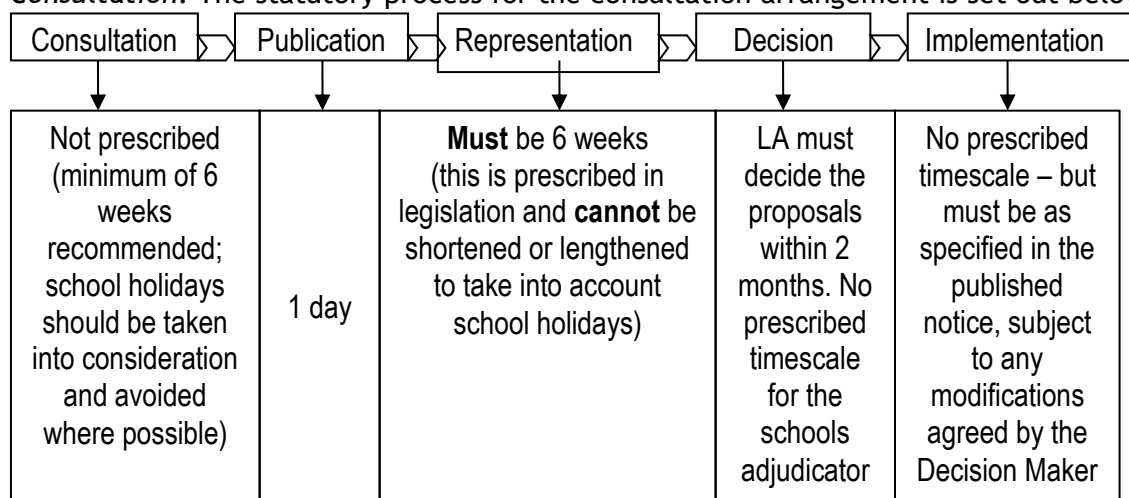 Consultation. The statutory process for the consultation arrangement is set out below
Consultation Publication Representation Decision Implementation
Not prescribed
(minimum of 6
weeks
recommended;
school holidays
should be taken
into consideration
and avoided
where possible)
1 day
Must be 6 weeks
(this is prescribed in
legislation and cannot be
shortened or lengthened
to take into account
school holidays)
LA must
decide the
proposals
within 2
months. No
prescribed
timescale
for the
schools
adjudicator
No prescribed
timescale – but
must be as
specified in the
published
notice, subject
to any
modifications
agreed by the
Decision Maker